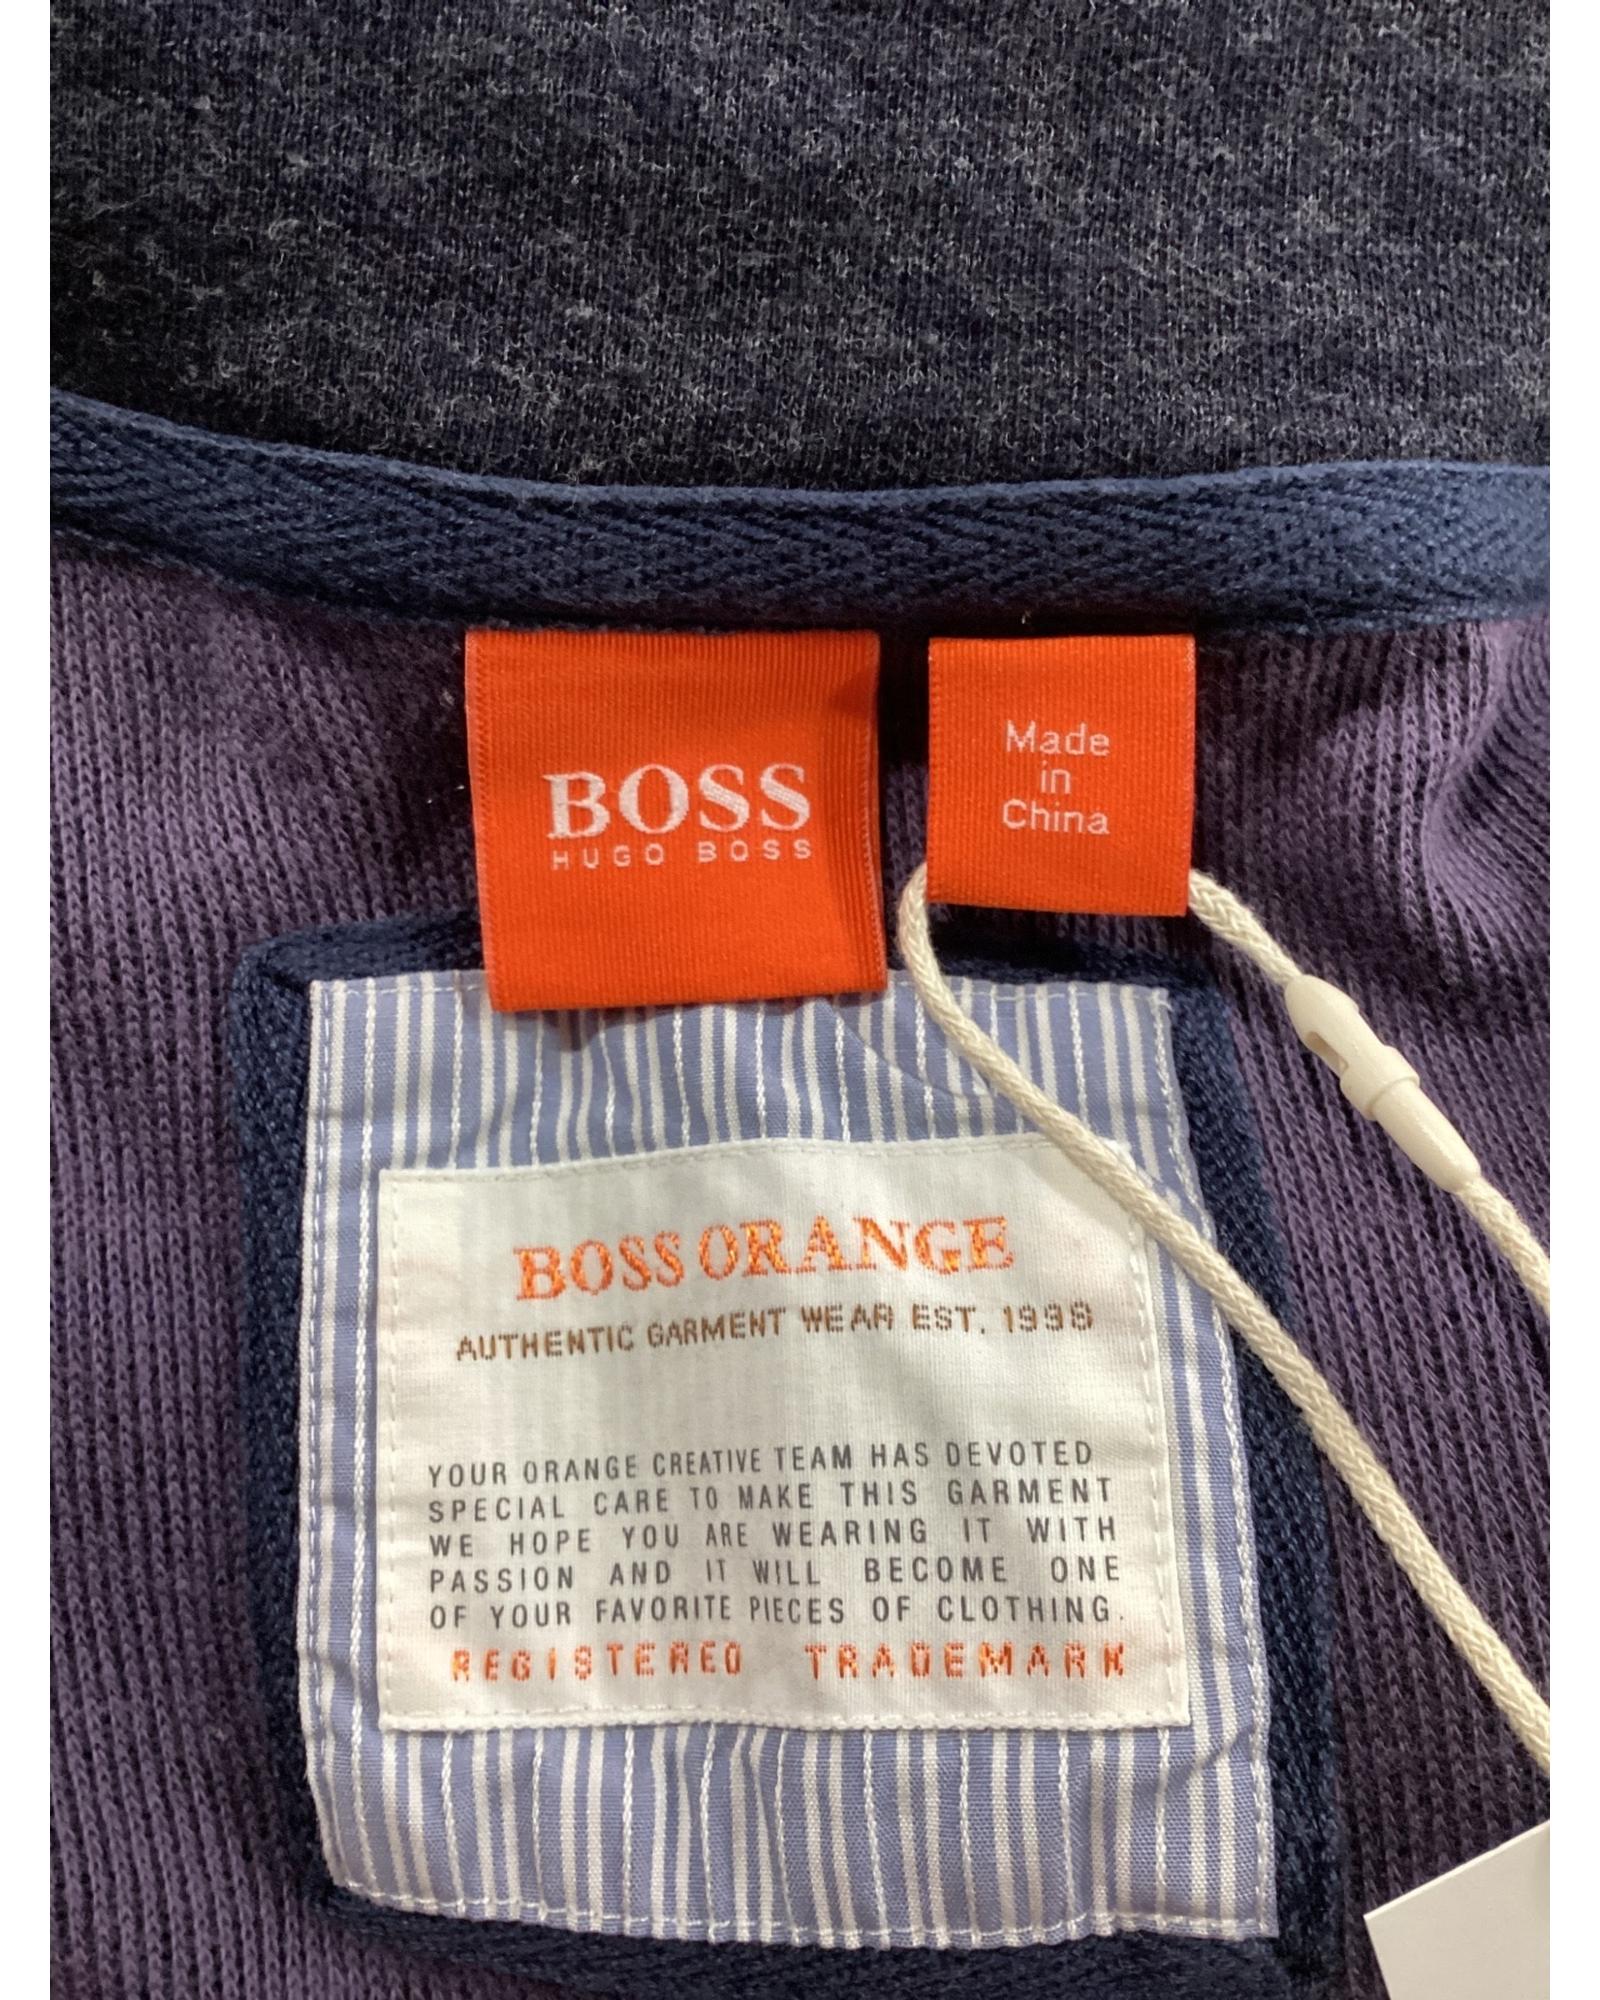 BOSS
HUGO BOSS
Made
in
China
BOSS ORANGE
AUTHENTIC GARMENT WEAR EST. 1998
YOUR ORANGE CREATIVE TEAM HAS DEVOTED
SPECIAL CARE TO MAKE THIS GARMENT
WE HOPE YOU ARE WEARING IT WITH
PASSION AND IT WILL BECOME ONE
OF YOUR FAVORITE PIECES OF CLOTHING.
REGISTERED TRADEMARK